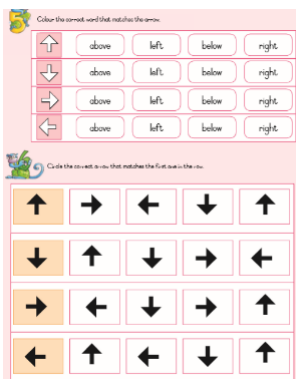 5
Colour the correct word that matches the arrow.
above left below right
above left below right
above left below right
above left below right
Circle the correct arrow that matches the first one in the row.